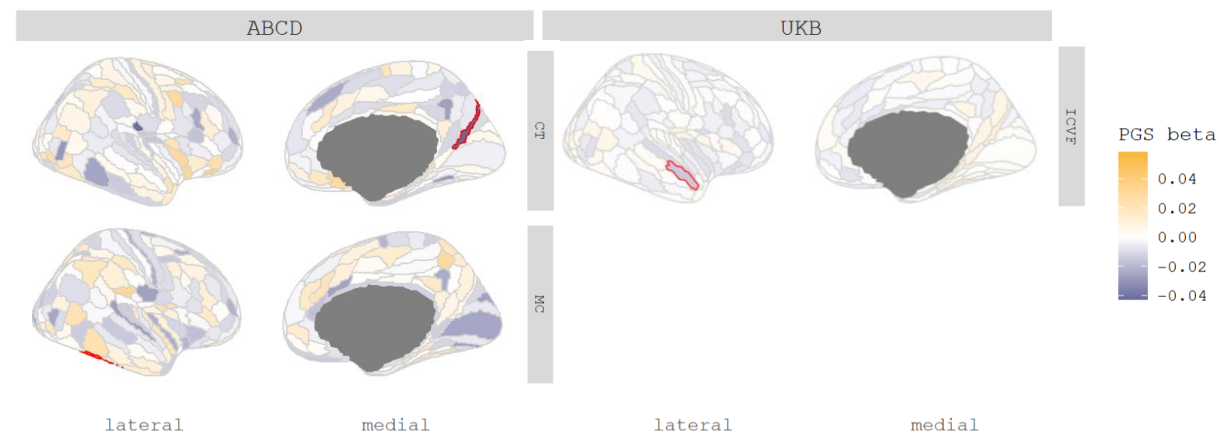 ABCD
UKB
CT
ICVF
MC
PGS beta
0.04
0.02
0.00
-0.02
-0.04
lateral
medial
lateral
medial